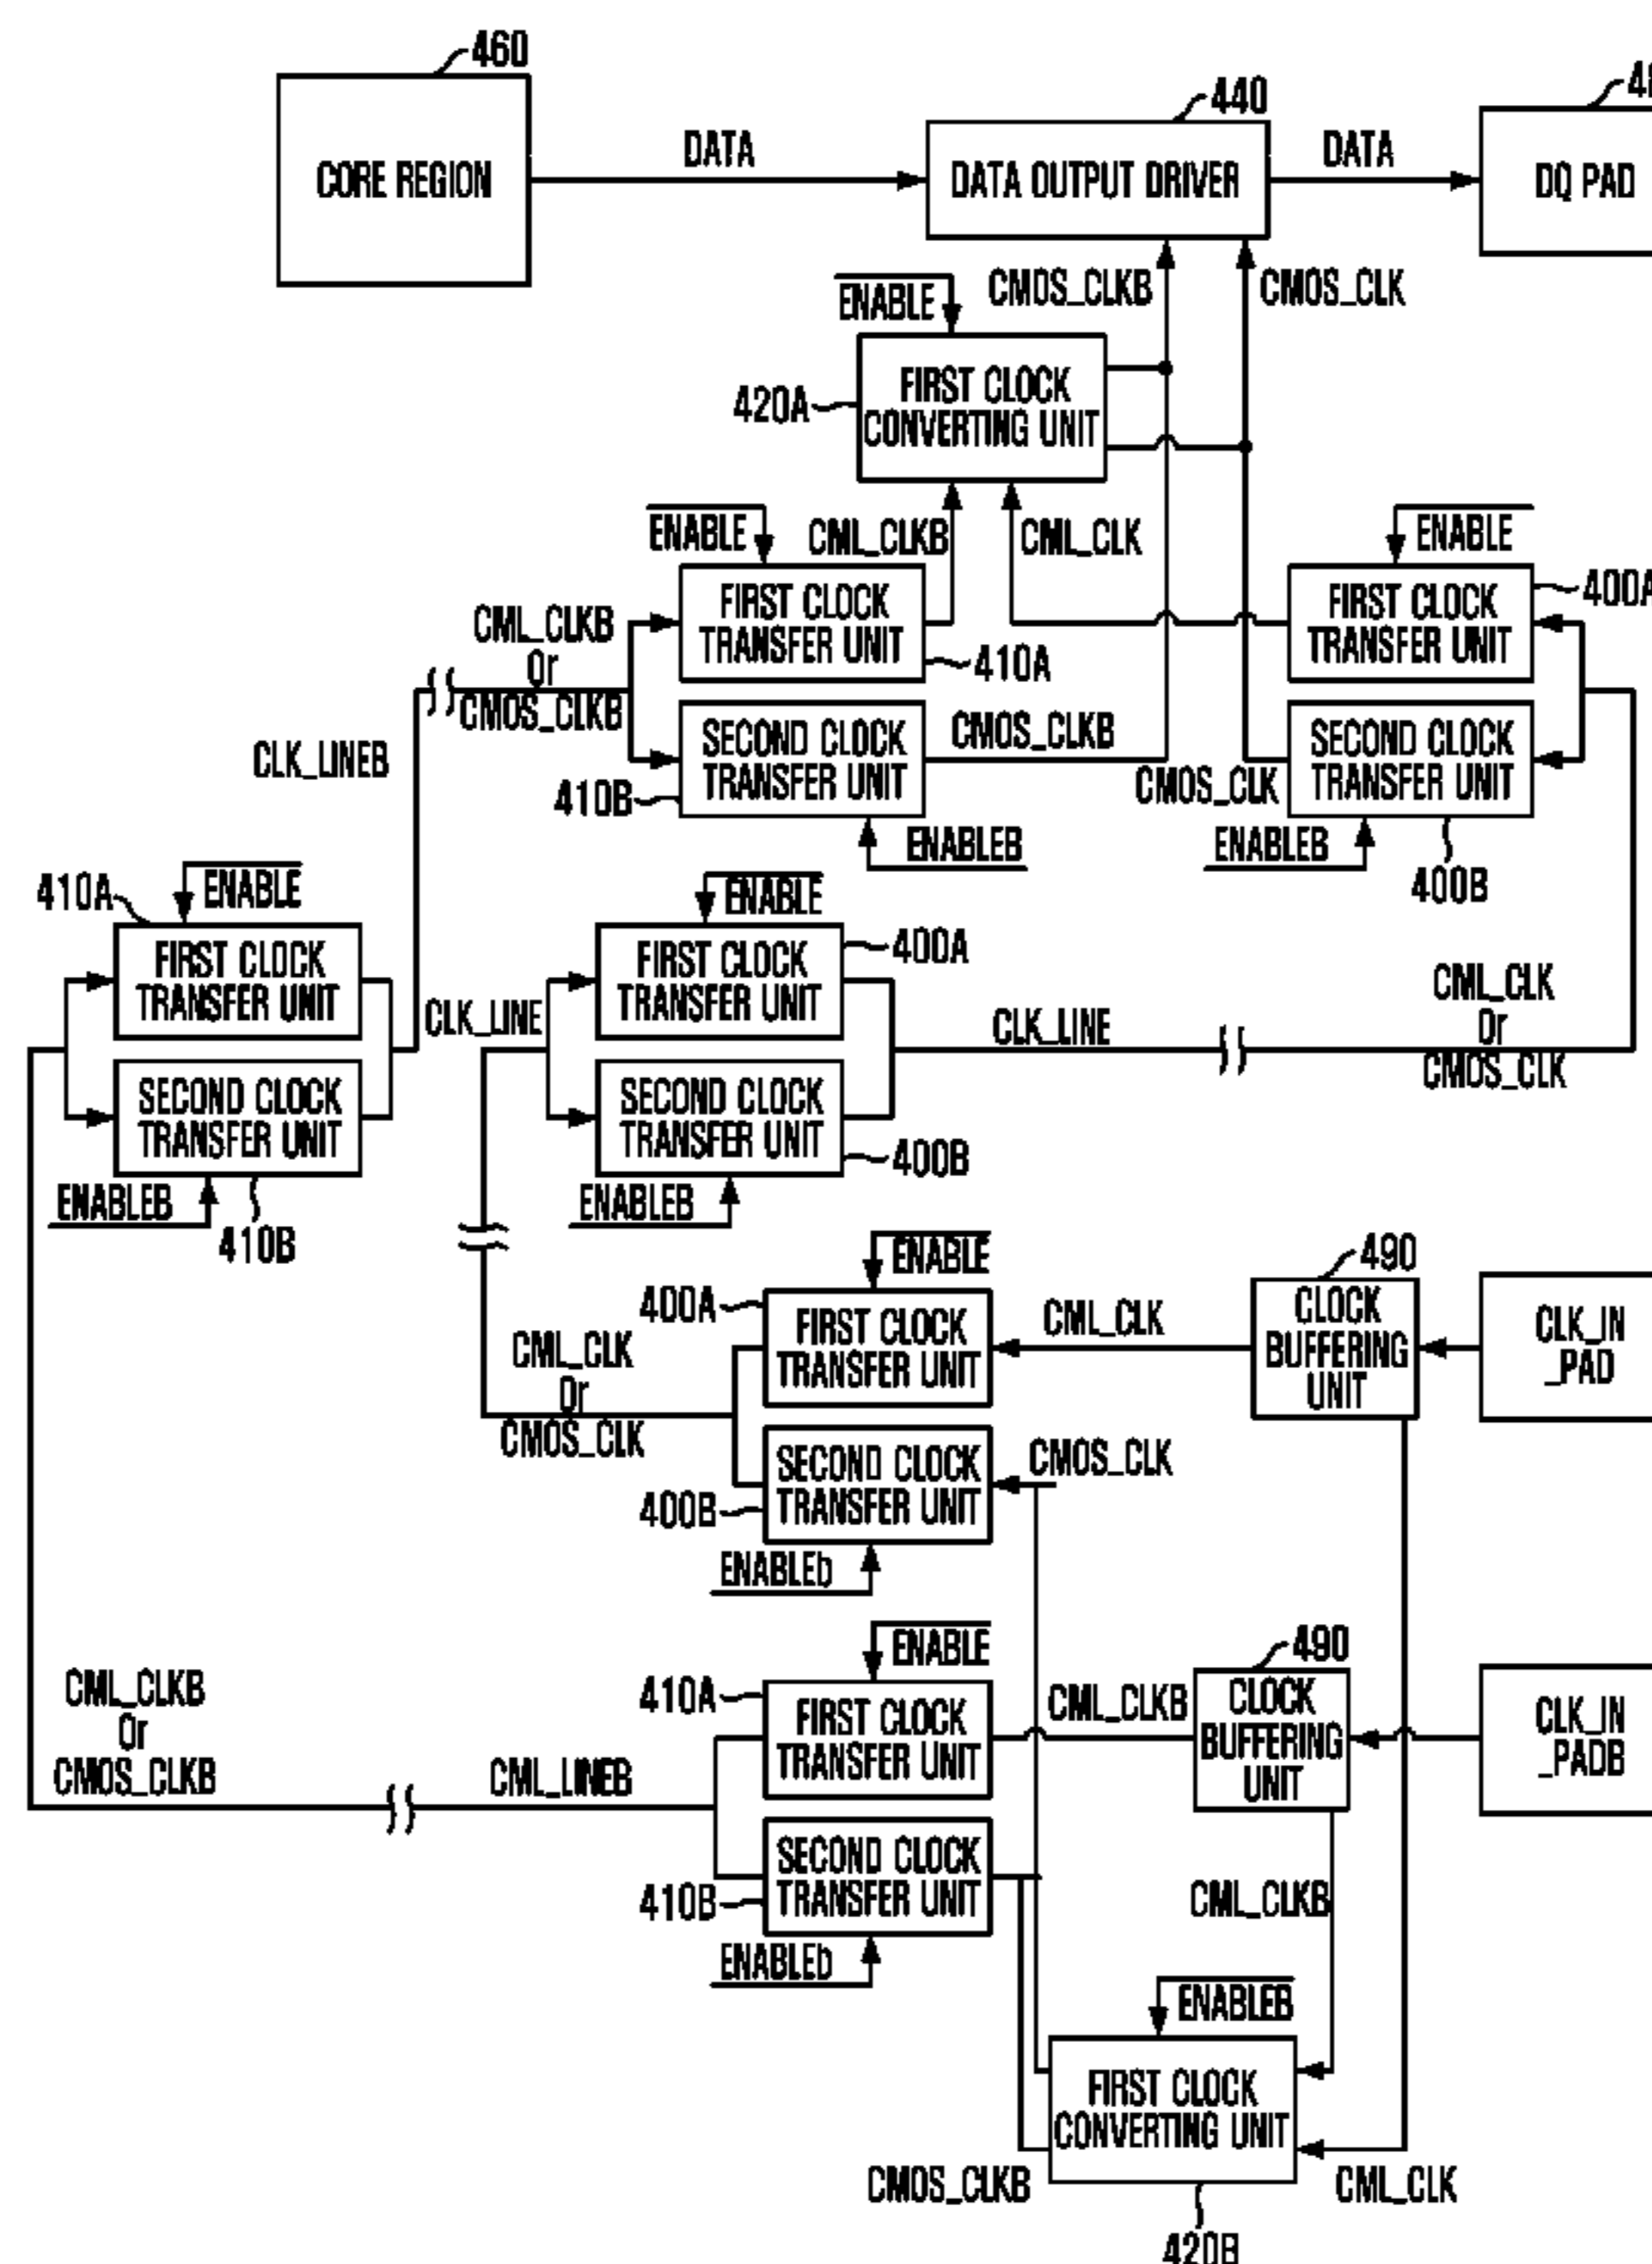 460
440
CORE REGION
DATA
DATA OUTPUT DRIVER
DATA
DQ PAD
ENABLE
CMOS_CLKB
CMOS_CLK
420A
FIRST CLOCK
CONVERTING UNIT
ENABLE
CML_CLKB
CML_CLK
ENABLE
CML_CLKB
Or
CMOS_CLKB
FIRST CLOCK
TRANSFER UNIT
410A
FIRST CLOCK
TRANSFER UNIT
400A
CLK_LINEB
SECOND CLOCK
TRANSFER UNIT
410B
CMOS_CLKB
CMOS_CLK
SECOND CLOCK
TRANSFER UNIT
ENABLEB
ENABLEB
400B
410A
ENABLE
ENABLE
FIRST CLOCK
TRANSFER UNIT
CLK_LINE
FIRST CLOCK
TRANSFER UNIT
400A
CLK_LINE
CML_CLK
Or
CMOS_CLK
SECOND CLOCK
TRANSFER UNIT
SECOND CLOCK
TRANSFER UNIT
400B
ENABLEB
410B
ENABLEB
ENABLE
490
400A
FIRST CLOCK
TRANSFER UNIT
CML_CLK
CLOCK
BUFFERING
UNIT
CLK_IN
_PAD
CML_CLK
Or
CMOS_CLK
SECOND CLOCK
TRANSFER UNIT
CMOS_CLK
400B
ENABLEb
ENABLE
490
410A
FIRST CLOCK
TRANSFER UNIT
CML_CLKB
CLOCK
BUFFERING
UNIT
CLK_IN
_PADB
CML_CLKB
Or
CMOS_CLKB
CML_LINEB
SECOND CLOCK
TRANSFER UNIT
410B
CML_CLKB
ENABLEb
ENABLEB
FIRST CLOCK
CONVERTING UNIT
CMOS_CLKB
CML_CLK
420B